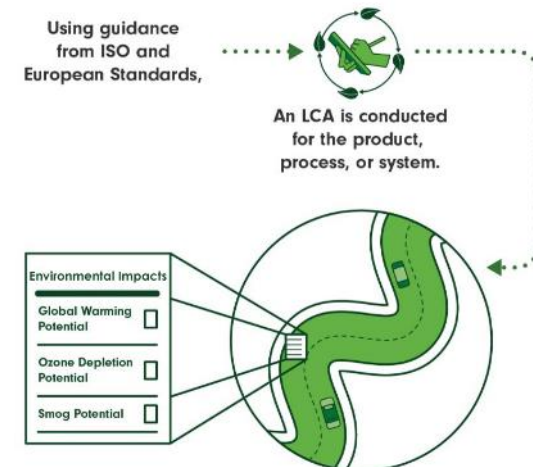 Using guidance
from ISO and
European Standards,
An LCA is conducted
for the product,
process, or system.
Environmental Impacts
Global Warming
Potential
Ozone Depletion
Potential
Smog Potential